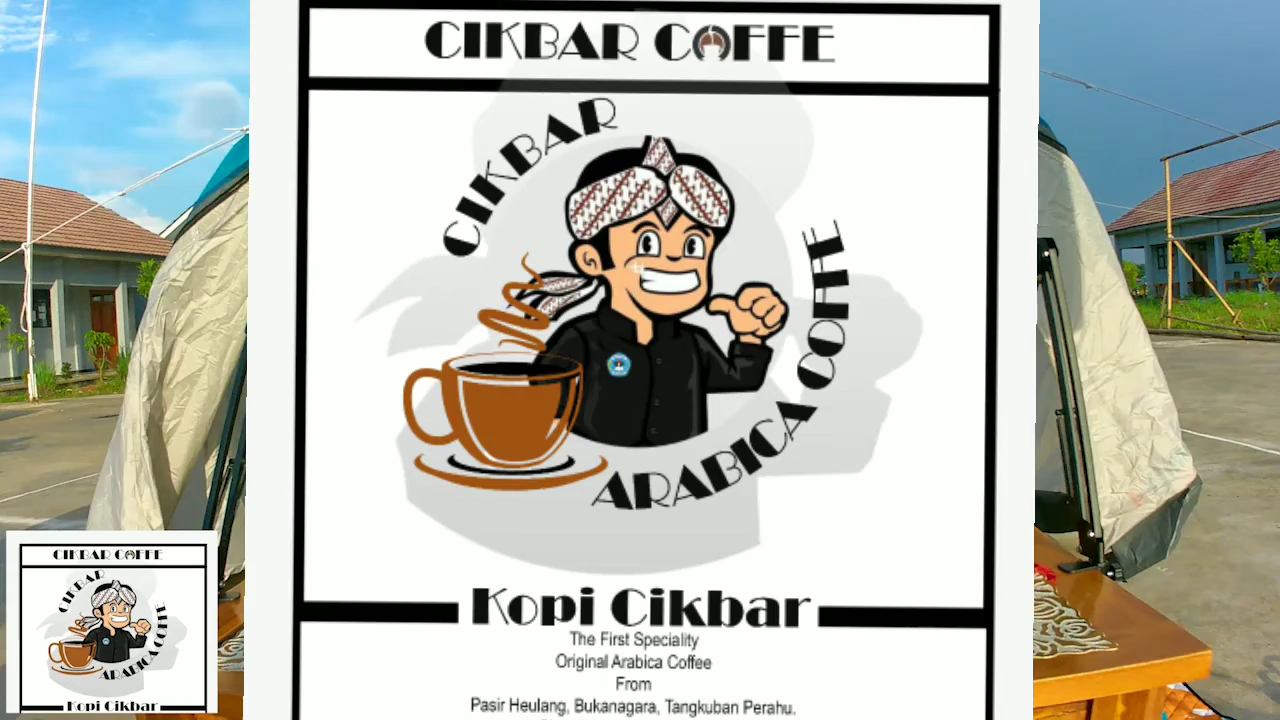 CIKBAR COFFE
CIKBAR
ARABICA COFFE
Kopi Cikbar
The First Speciality
Original Arabica Coffee
From
Pasir Heulang, Bukanagara, Tangkuban Perahu.
CIKBAR COFFE
CIKBAR
ARABICA COFFE
Kopi Cikbar